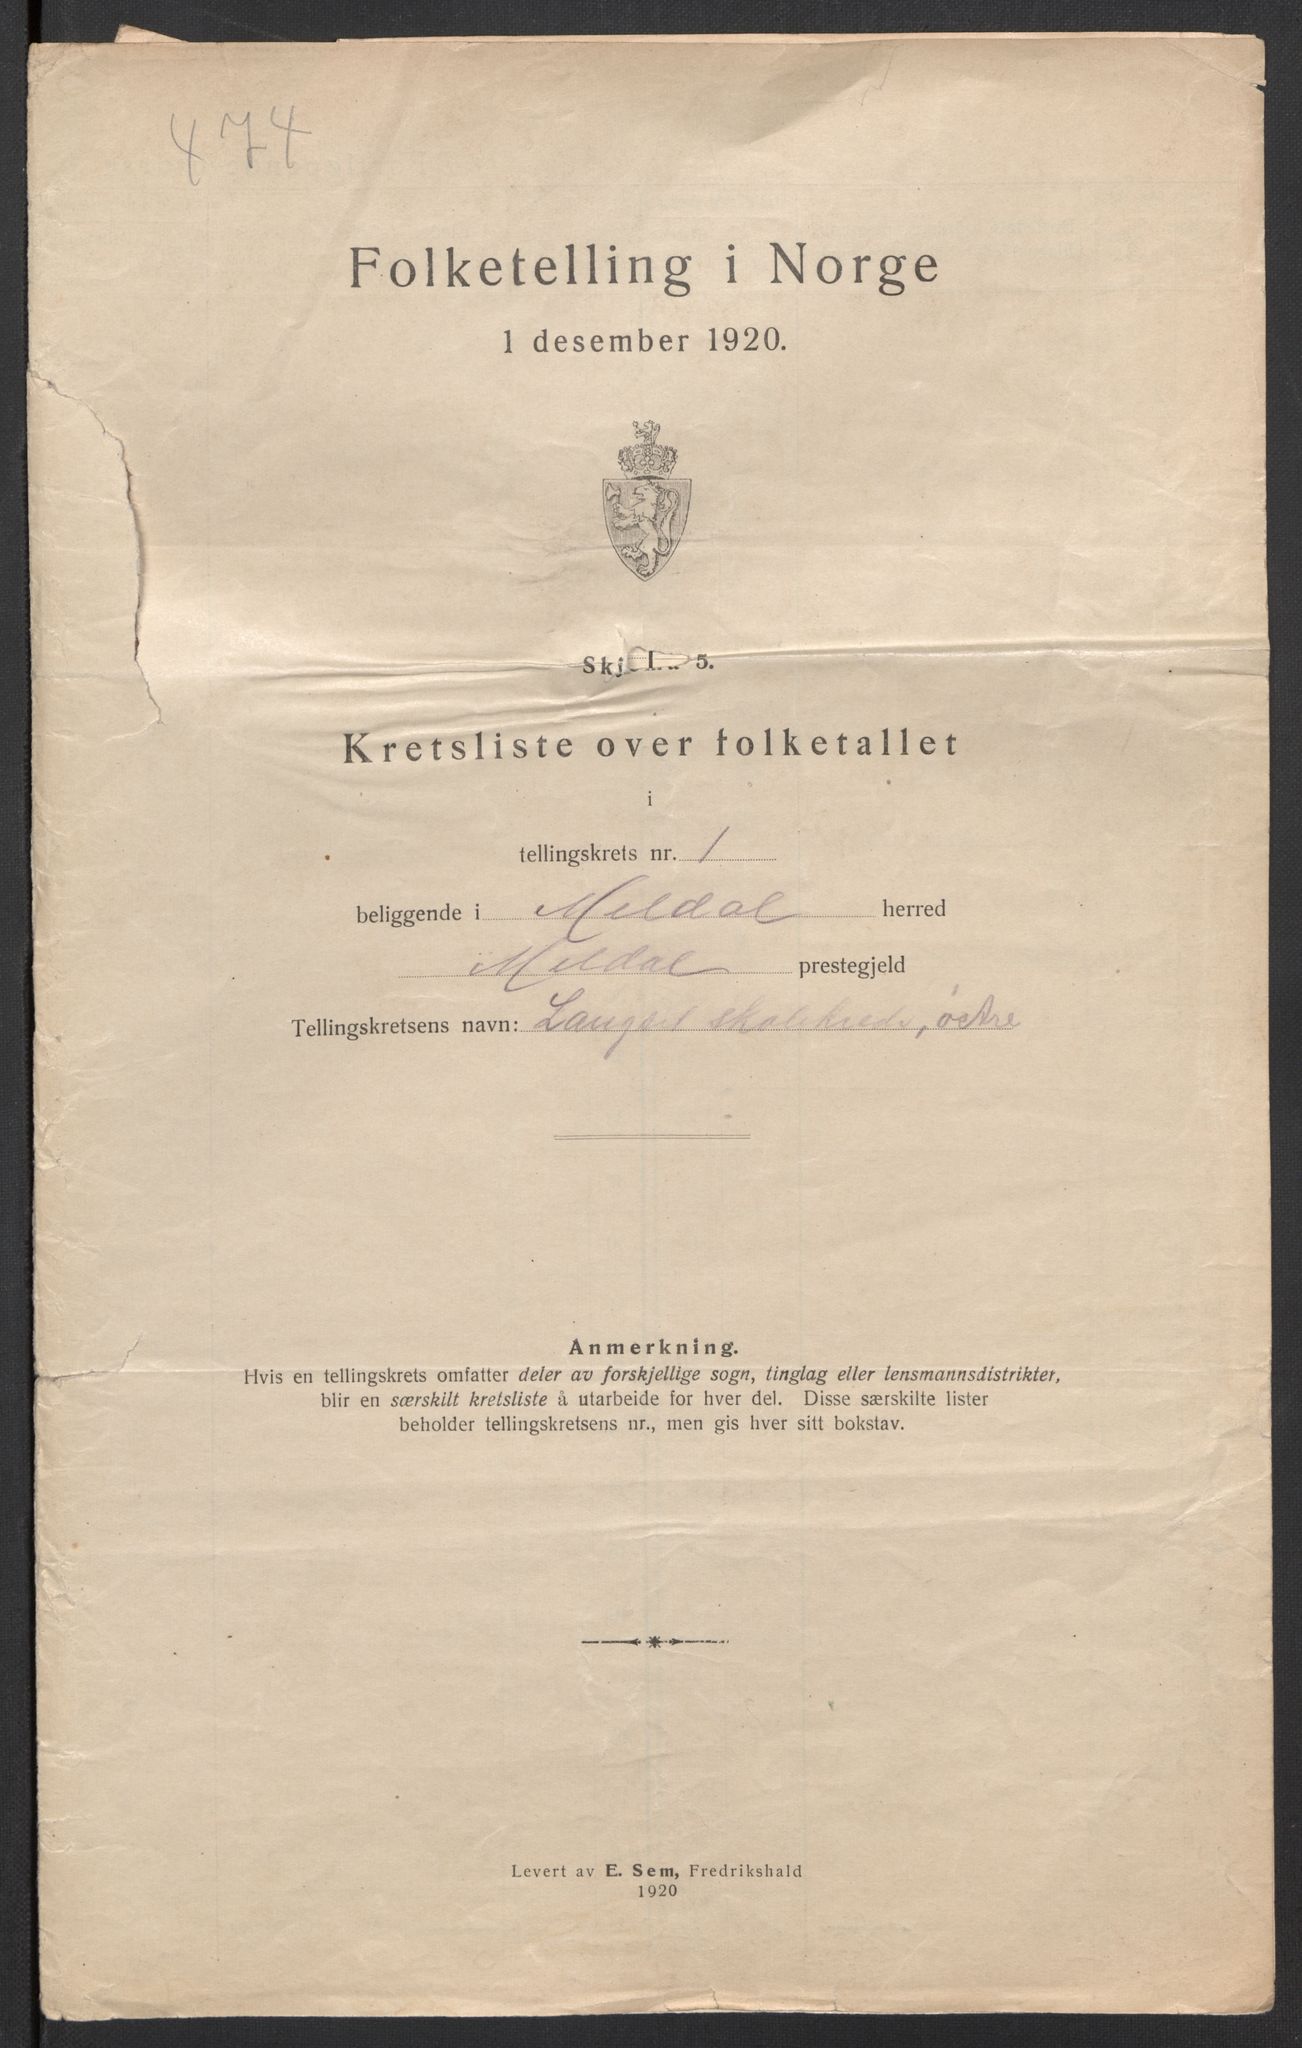 474
Folketelling i Norge
1 desember 1920.
5.
Kretsliste over folketallet
i
tellingskrets nr. 1
beliggende i Meldal herred
Meldal prestegjeld
Tellingskretsens navn: skolekreds, østre
Anmerkning.
Hvis en tellingskrets omfatter deler av forskjellige sogn, tinglag eller lensmannsdistrikter,
blir en særskilt kretsliste å utarbeide for hver del. Disse særskilte lister
beholder tellingskretsens nr., men gis hver sitt bokstav.
Levert av E. Sem, Fredrikshald
1920